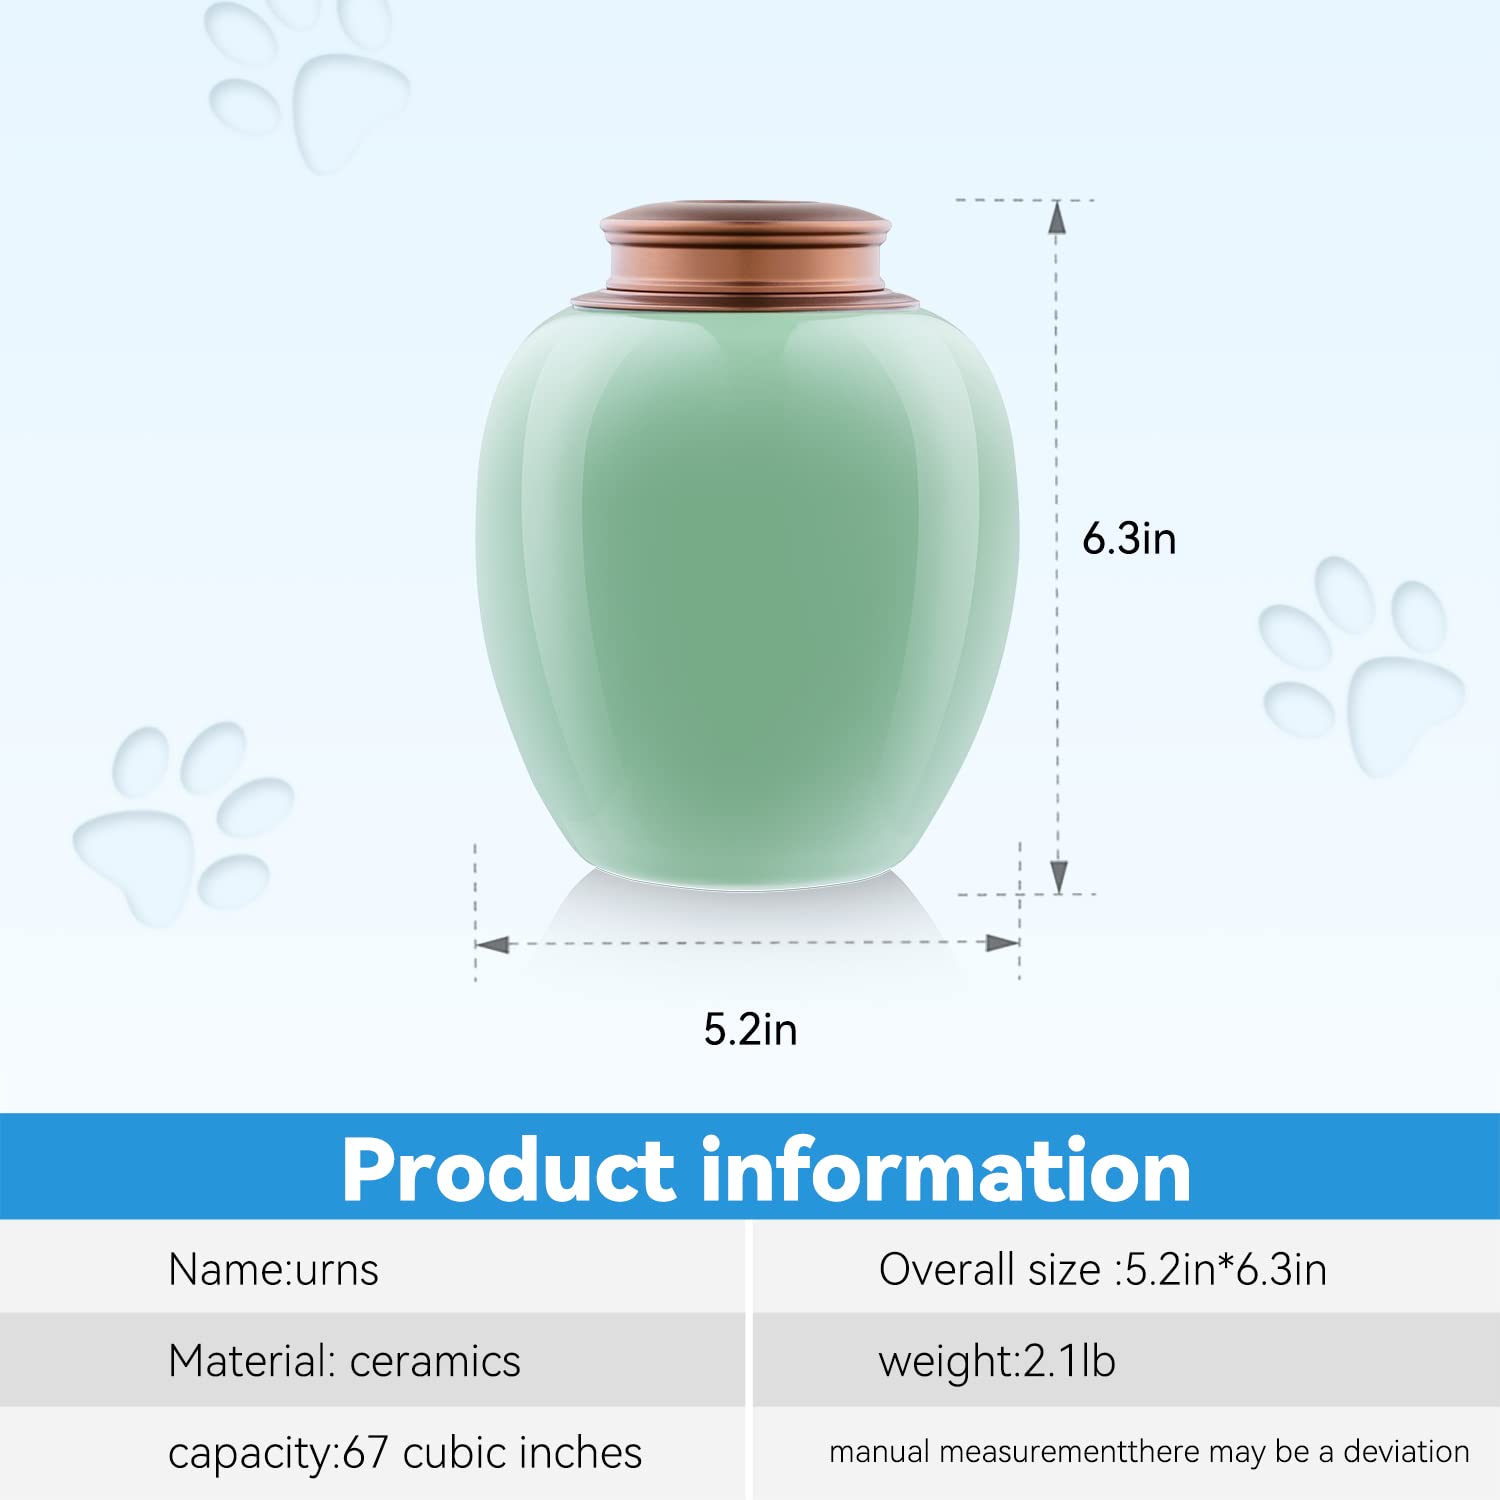 6.3in
5.2in
Product information
Name:urns
Overall size :5.2in*6.3in
Material: ceramics
weight:2.1lb
capacity:67 cubic inches
manual measurementthere may be a deviation